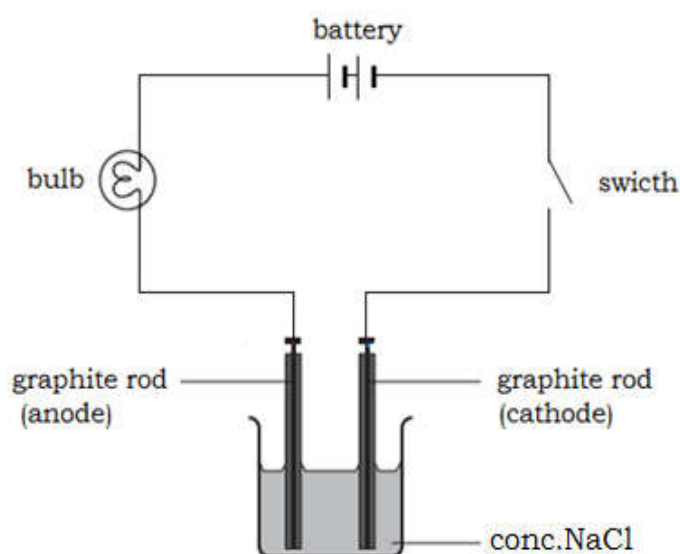 battery
bulb
swicth
graphite rod
(anode)
graphite rod
(cathode)
conc.NaCl